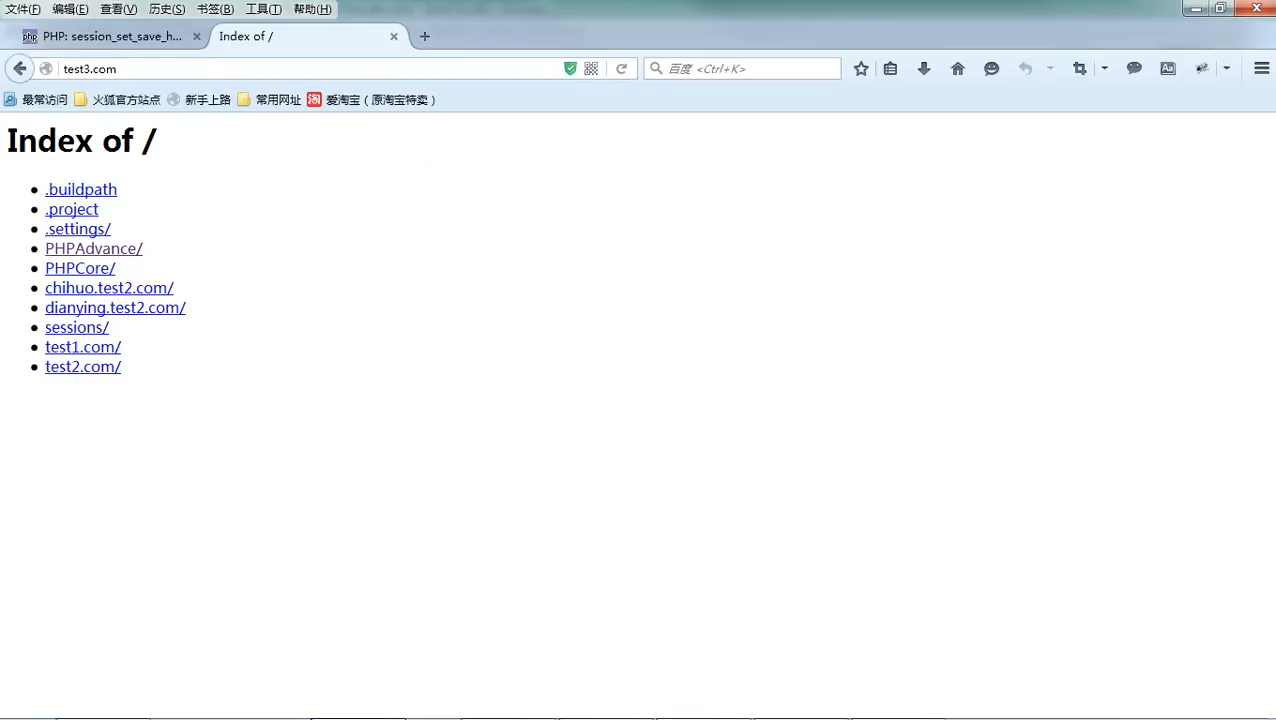 文件(F) 编辑(E) 查看(V) 历史(S) 书签(B) 工具(T) 帮助(H)
php PHP: session_set_save_h... × Index of / × +
test3.com 百度 <Ctrl+K>
最常访问 火狐官方站点 新手上路 常用网址 淘 爱淘宝（原淘宝特卖）
Index of /
.buildpath
.project
.settings/
PHPAdvance/
PHPCore/
chihuo.test2.com/
dianying.test2.com/
sessions/
test1.com/
test2.com/